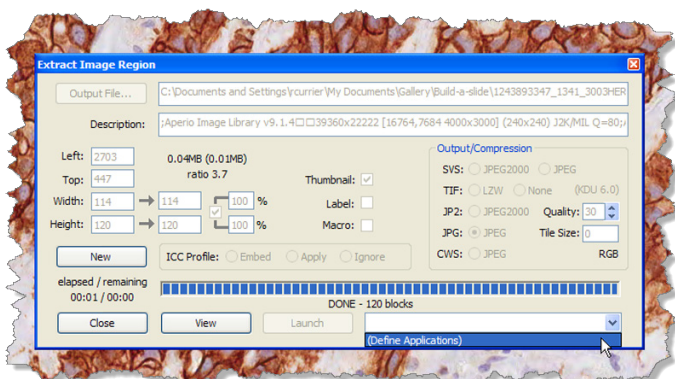 Extract Image Region
Output File... C:\Documents and Settings\rcurrier\My Documents\Gallery\Build-a-slide\1243893347_1341_3003HER
Description: ;Aperio Image Library v9.1.4□□39360x22222 [16764,7684 4000x3000] (240x240) J2K/MIL Q=80;
Left: 2703 0.04MB (0.01MB)
Top: 447 ratio 3.7 Thumbnail:
Width: 114 114 100 % Label:
Height: 120 120 100 % Macro:
Output/Compression
SVS: JPEG2000 JPEG
TIF: LZW None (KDU 6.0)
JP2: JPEG2000 Quality: 30
JPG: JPEG Tile Size: 0
CWS: JPEG RGB
New ICC Profile: Embed Apply Ignore
elapsed / remaining
00:01 / 00:00
DONE - 120 blocks
Close View Launch
(Define Applications)